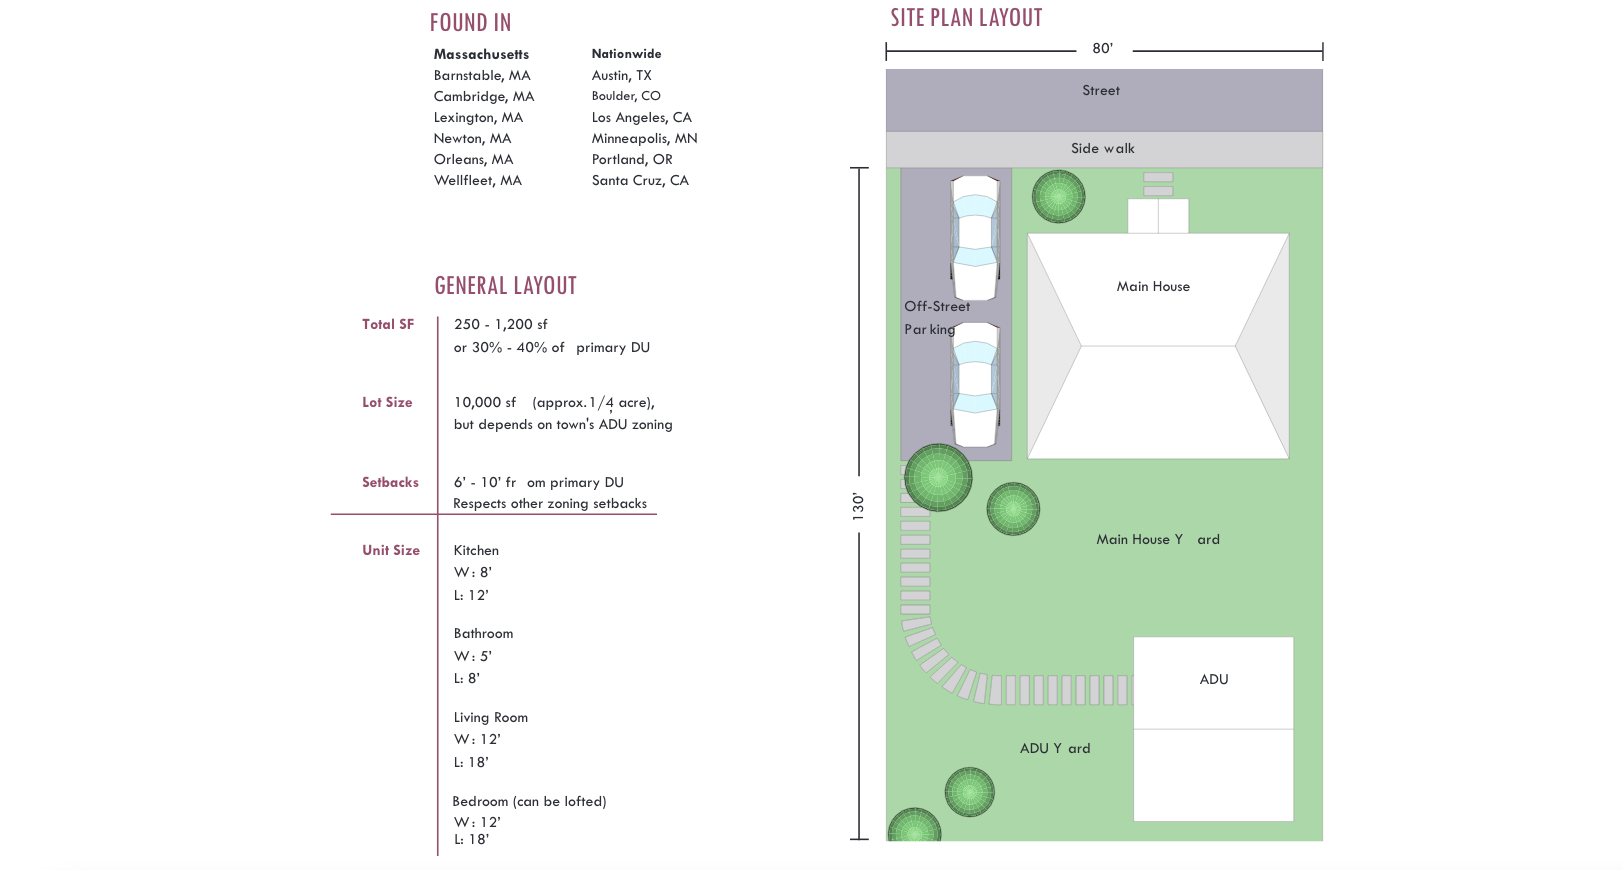 FOUND IN
Massachusetts
Barnstable, MA
Cambridge, MA
Lexington, MA
Newton, MA
Orleans, MA
Wellfleet, MA
Nationwide
Austin, TX
Boulder, CO
Los Angeles, CA
Minneapolis, MN
Portland, OR
Santa Cruz, CA
GENERAL LAYOUT
Total SF
250 - 1,200 sf
or 30% - 40% of primary DU
Lot Size
10,000 sf (approx. 1/4 acre),
but depends on town's ADU zoning
Setbacks
6' - 10' fr om primary DU
Respects other zoning setbacks
Unit Size
Kitchen
W: 8'
L: 12'
Bathroom
W: 5'
L: 8'
Living Room
W: 12'
L: 18'
Bedroom (can be lofted)
W: 12'
L: 18'
SITE PLAN LAYOUT
80'
Street
Side walk
Off-Street
Par king
Main House
130'
Main House Y ard
ADU
ADU Y ard